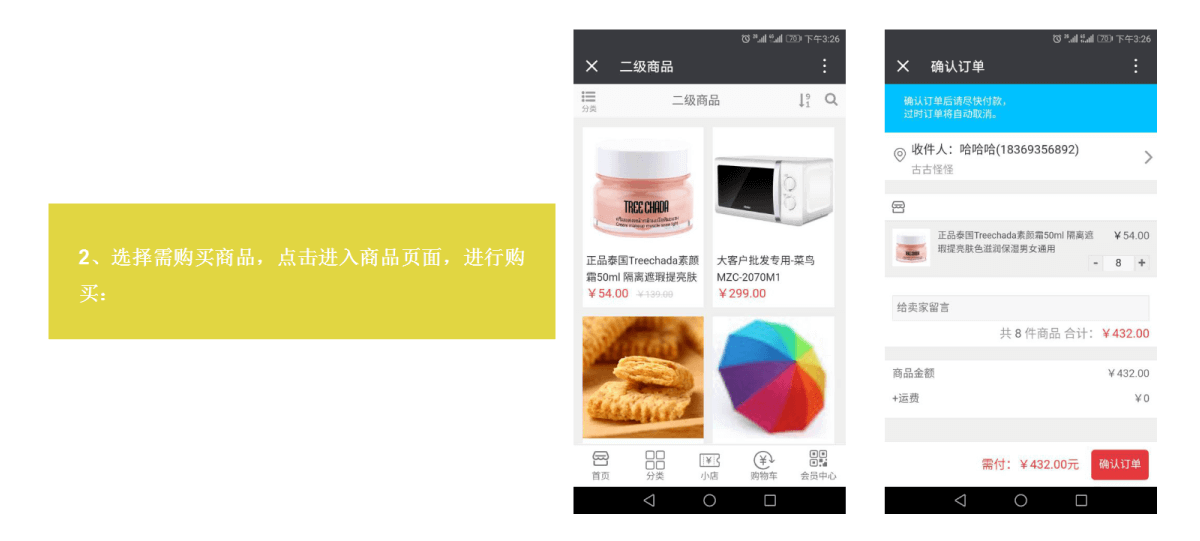 2、选择需购买商品，点击进入商品页面，进行购
买：
下午3:26
二级商品
分类
二级商品
TREE CHADA
正品泰国Treechada素颜
霜50ml 隔离遮瑕提亮肤
￥54.00 ￥139.00
大客户批发专用-菜鸟
MZC-2070M1
￥299.00
首页
分类
小店
购物车
会员中心
70 下午3:26
确认订单
确认订单后请尽快付款，
过时订单将自动取消。
收件人：哈哈哈(18369356892)
古古怪怪
正品泰国Treechada素颜霜50ml 隔离遮 ￥54.00
瑕提亮肤色滋润保湿男女通用
- 8 +
给卖家留言
共 8 件商品 合计：￥432.00
商品金额 ￥432.00
+运费 ￥0
需付：￥432.00元 确认订单